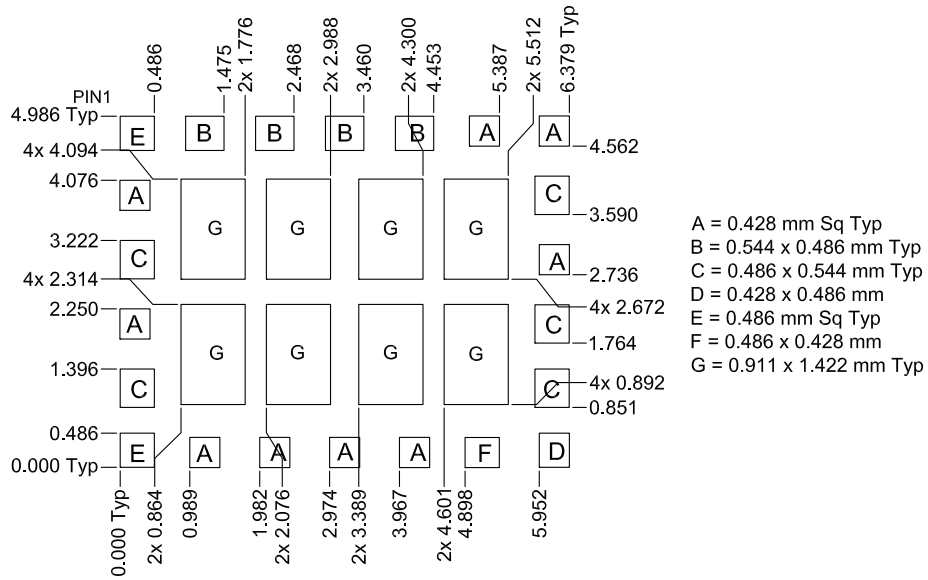 0.486
1.475
2x 1.776
2.468
2x 2.988
3.460
2x 4.300
4.453
5.387
2x 5.512
6.379 Typ
PIN1
4.986 Typ
E
B
B
B
B
A
A
4.562
4x 4.094
4.076
A
C
3.590
G
G
G
G
3.222
C
A
2.736
4x 2.314
2.250
A
4x 2.672
C
1.764
G
G
G
G
1.396
C
C
4x 0.892
0.851
0.486
0.000 Typ
E
A
A
A
A
F
D
0.000 Typ
2x 0.864
0.989
1.982
2x 2.076
2.974
2x 3.389
3.967
2x 4.601
4.898
5.952
A = 0.428 mm Sq Typ
B = 0.544 x 0.486 mm Typ
C = 0.486 x 0.544 mm Typ
D = 0.428 x 0.486 mm
E = 0.486 mm Sq Typ
F = 0.486 x 0.428 mm
G = 0.911 x 1.422 mm Typ